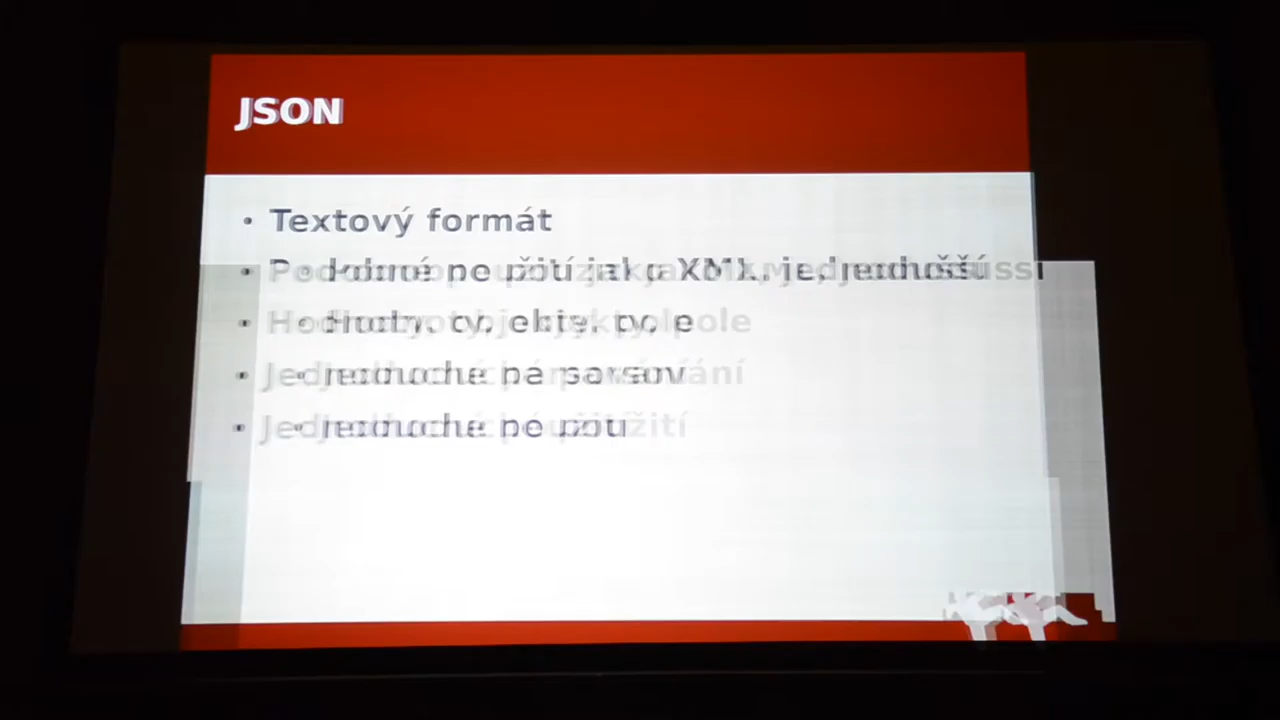 JSON
• Textový formát
• Podobné použití jako XML, jednodušší
• Hodnoty, objekty, pole
• Jednoduché parsování
• Jednoduché použití